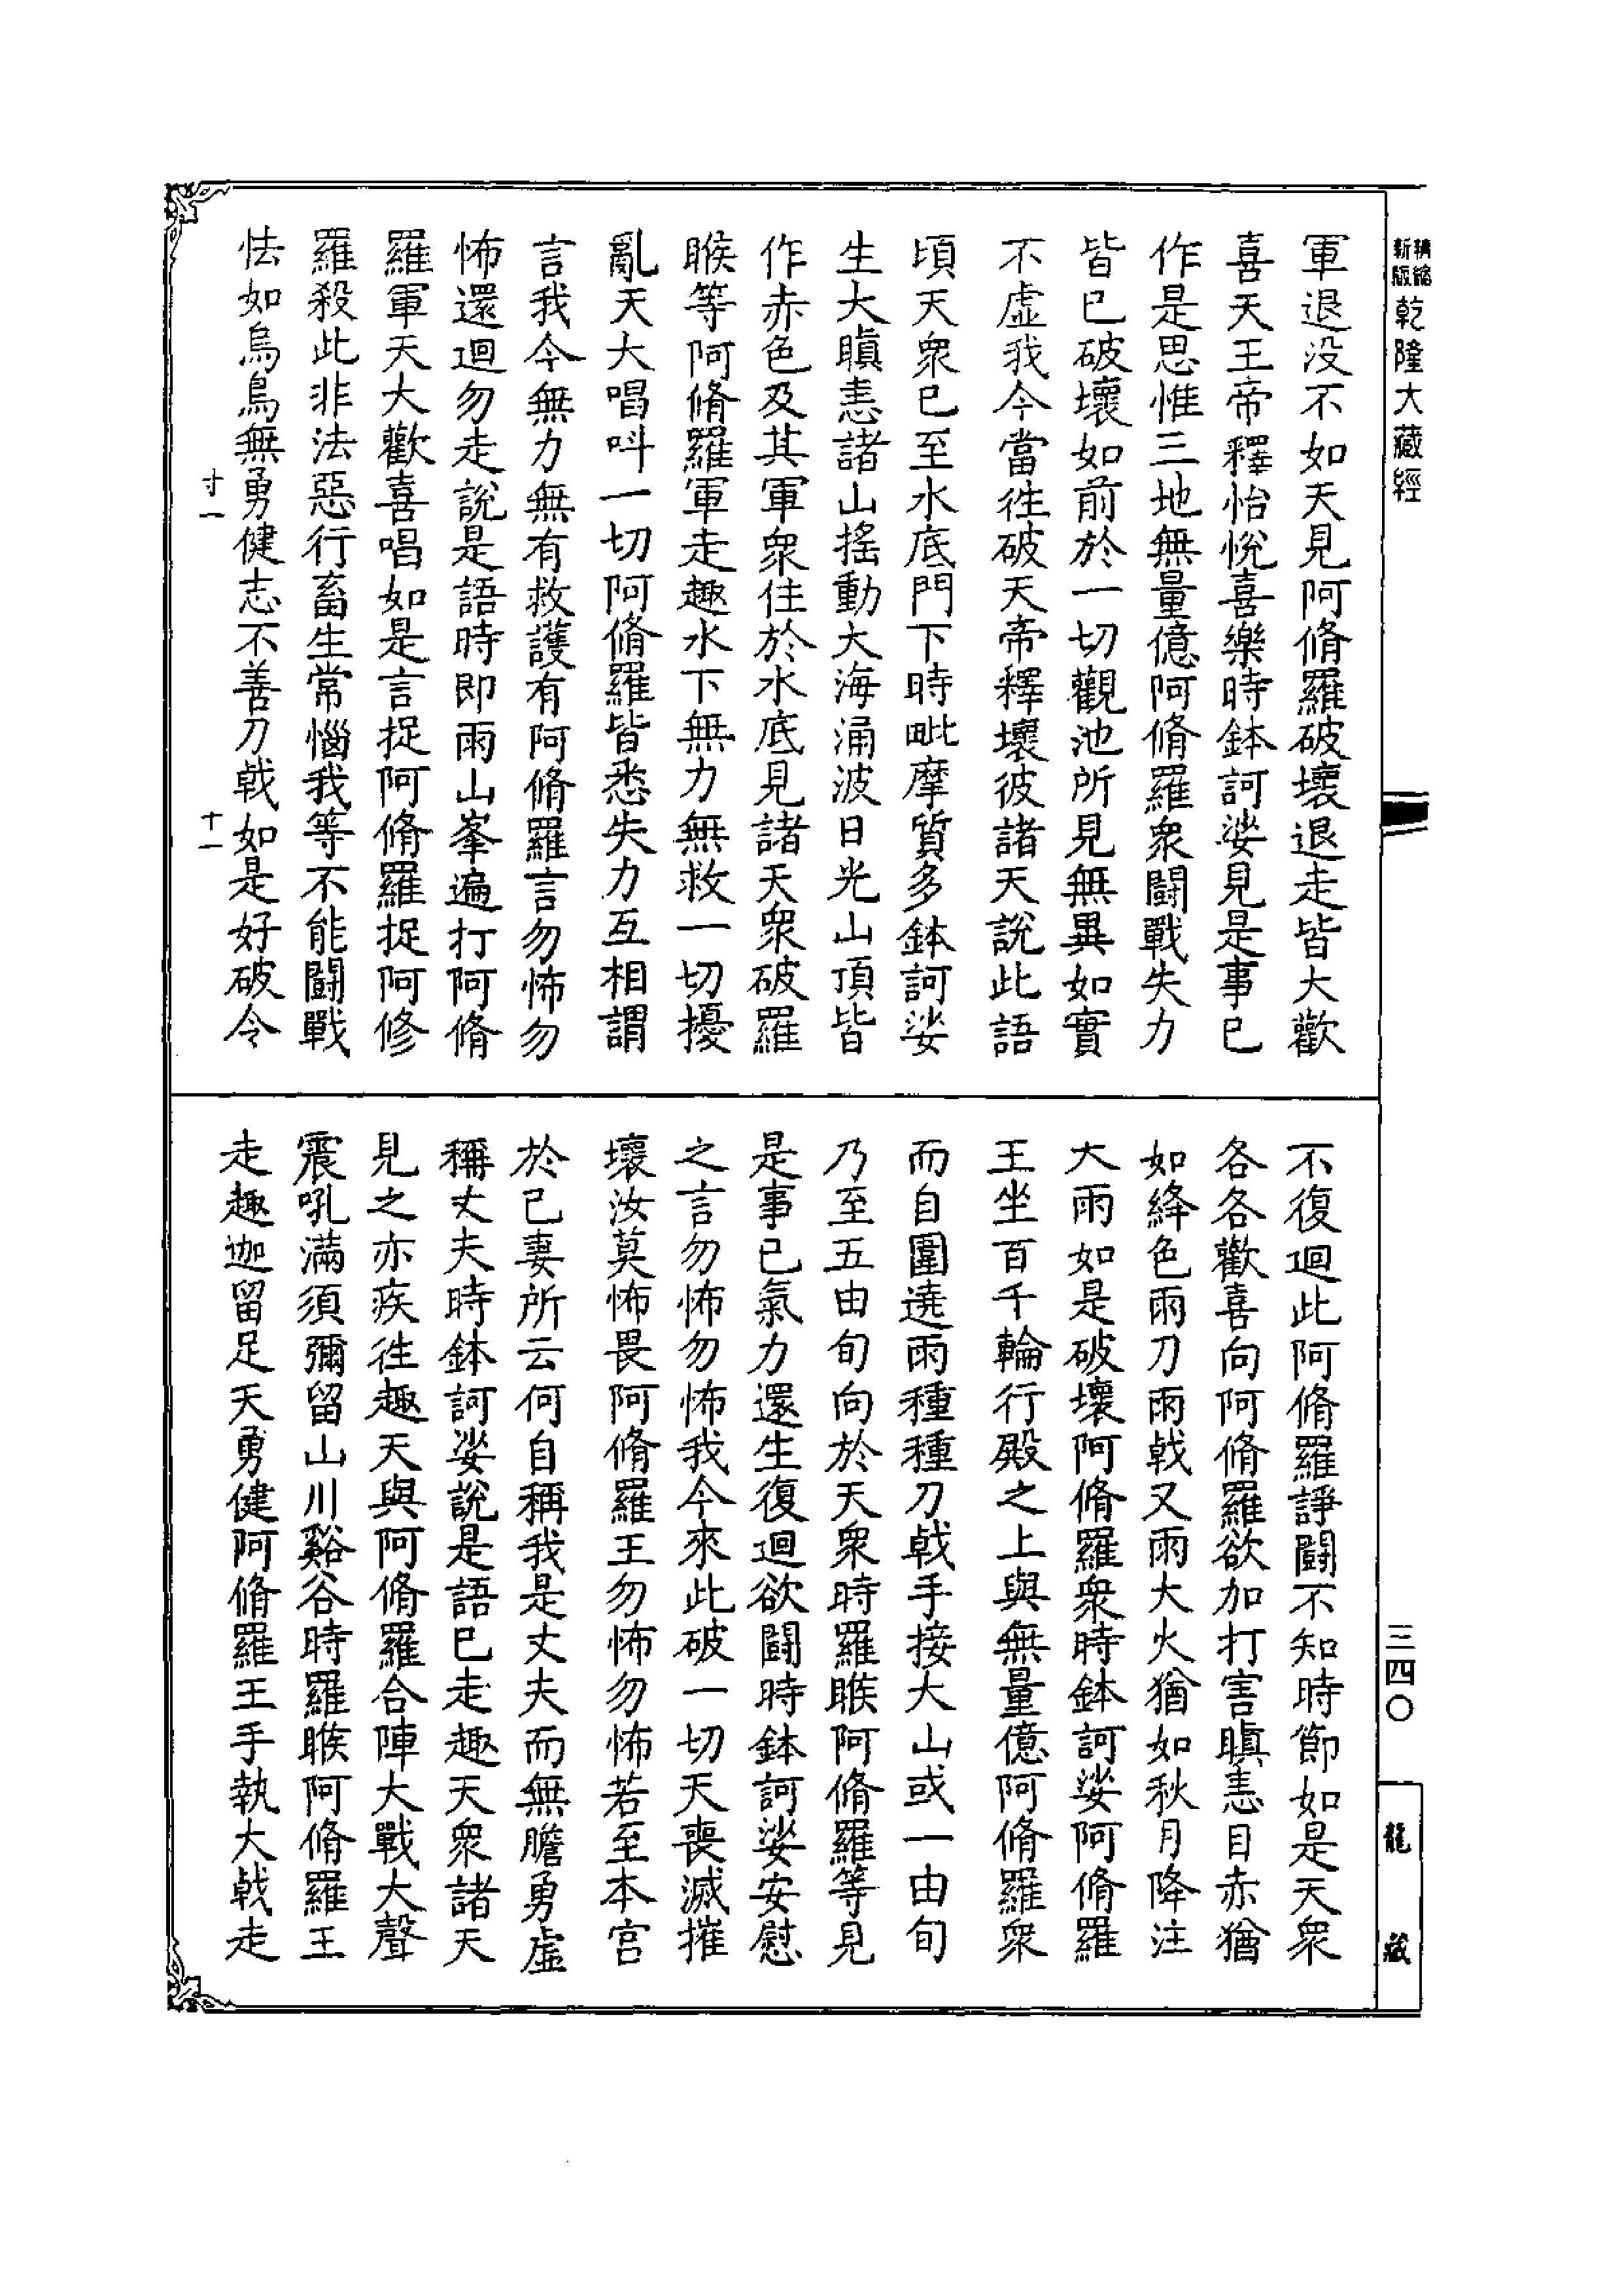 新版精縮乾隆大藏經
軍退没不如天見阿脩羅破壞退走皆大歡
喜天王帝釋怡悅喜樂時鉢訶娑見是事已
作是思惟三地無量億阿脩羅衆鬪戰失力
皆已破壞如前於一切觀池所見無異如實
不虛我今當往破天帝釋壞彼諸天說此語
頃天衆已至水底門下時毗摩質多鉢訶娑
生大瞋恚諸山搖動大海涌波日光山頂皆
作赤色及其軍衆住於水底見諸天衆破羅
睺等阿脩羅軍走趣水下無力無救一切擾
亂天大唱呌一切阿脩羅皆悉失力互相謂
言我今無力無有救護有阿脩羅言勿怖勿
怖還迴勿走說是語時即雨山峯遍打阿脩
羅軍天大歡喜唱如是言捉阿脩羅捉阿修
羅殺此非法惡行畜生常惱我等不能鬪戰
怯如烏鳥無勇健志不善刀戟如是好破令
寸一
十一
不復迴此阿脩羅諍鬪不知時節如是天衆
各各歡喜向阿脩羅欲加打害瞋恚目赤猶
如絳色雨刀雨戟又雨大火猶如秋月降注
大雨如是破壞阿脩羅衆時鉢訶娑阿脩羅
王坐百千輪行殿之上與無量億阿脩羅衆
而自圍遶雨種種刀戟手接大山或一由旬
乃至五由旬向於天衆時羅睺阿脩羅等見
是事已氣力還生復迴欲鬪時鉢訶娑安慰
之言勿怖勿怖我今來此破一切天喪滅摧
壞汝莫怖畏阿脩羅王勿怖勿怖若至本宮
於已妻所云何自稱我是丈夫而無膽勇虛
稱丈夫時鉢訶娑說是語已走趣天衆諸天
見之亦疾往趣天與阿脩羅合陣大戰大聲
震吼滿須彌留山川谿谷時羅睺阿脩羅王
走趣迦留足天勇健阿脩羅王手執大戟走
三四〇
龍藏